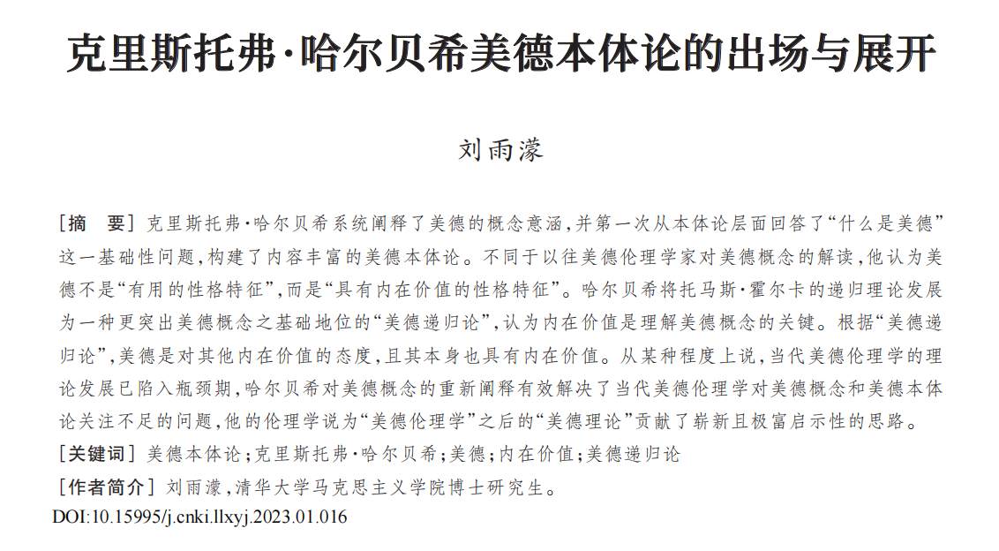 克里斯托弗·哈尔贝希美德本体论的出场与展开
刘雨濛
［摘　要］克里斯托弗·哈尔贝希系统阐释了美德的概念意涵,并第一次从本体论层面回答了“什么是美德”
这一基础性问题,构建了内容丰富的美德本体论。不同于以往美德伦理学家对美德概念的解读,他认为美
德不是“有用的性格特征”,而是“具有内在价值的性格特征”。哈尔贝希将托马斯·霍尔卡的递归理论发展
为一种更突出美德概念之基础地位的“美德递归论”,认为内在价值是理解美德概念的关键。根据“美德递
归论”,美德是对其他内在价值的态度,且其本身也具有内在价值。从某种程度上说,当代美德伦理学的理
论发展已陷入瓶颈期,哈尔贝希对美德概念的重新阐释有效解决了当代美德伦理学对美德概念和美德本体
论关注不足的问题,他的伦理学说为“美德伦理学”之后的“美德理论”贡献了崭新且极富启示性的思路。
［关键词］美德本体论;克里斯托弗·哈尔贝希;美德;内在价值;美德递归论
［作者简介］刘雨濛,清华大学马克思主义学院博士研究生。
DOI:10.15995/j.cnki.llxyj.2023.01.016